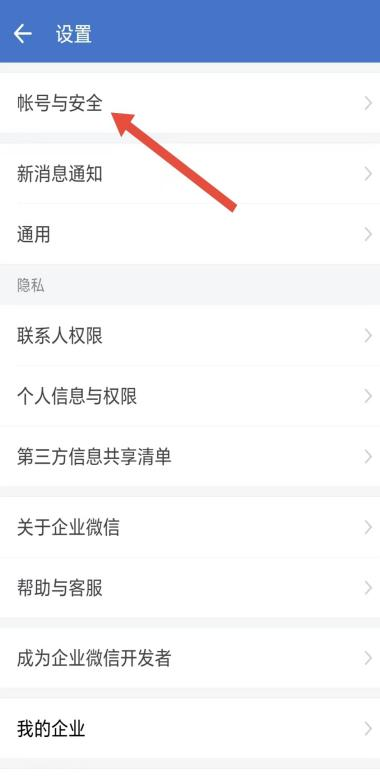 设置
帐号与安全
新消息通知
通用
隐私
联系人权限
个人信息与权限
第三方信息共享清单
关于企业微信
帮助与客服
成为企业微信开发者
我的企业